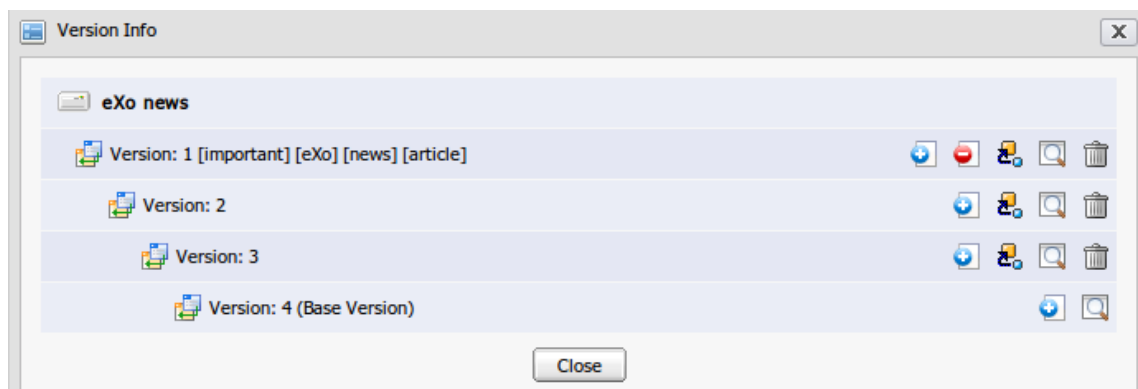 Version Info
eXo news
Version: 1 [important] [eXo] [news] [article]
Version: 2
Version: 3
Version: 4 (Base Version)
Close